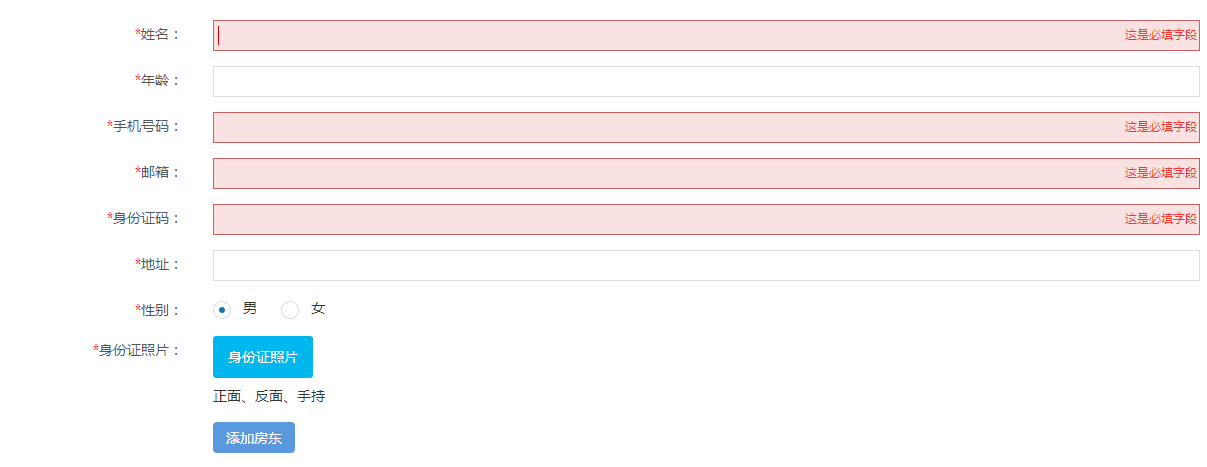 *姓名： 这是必填字段
*年龄：
*手机号码： 这是必填字段
*邮箱： 这是必填字段
*身份证码： 这是必填字段
*地址：
*性别： 男 女
*身份证照片： 身份证照片
正面、反面、手持
添加房东